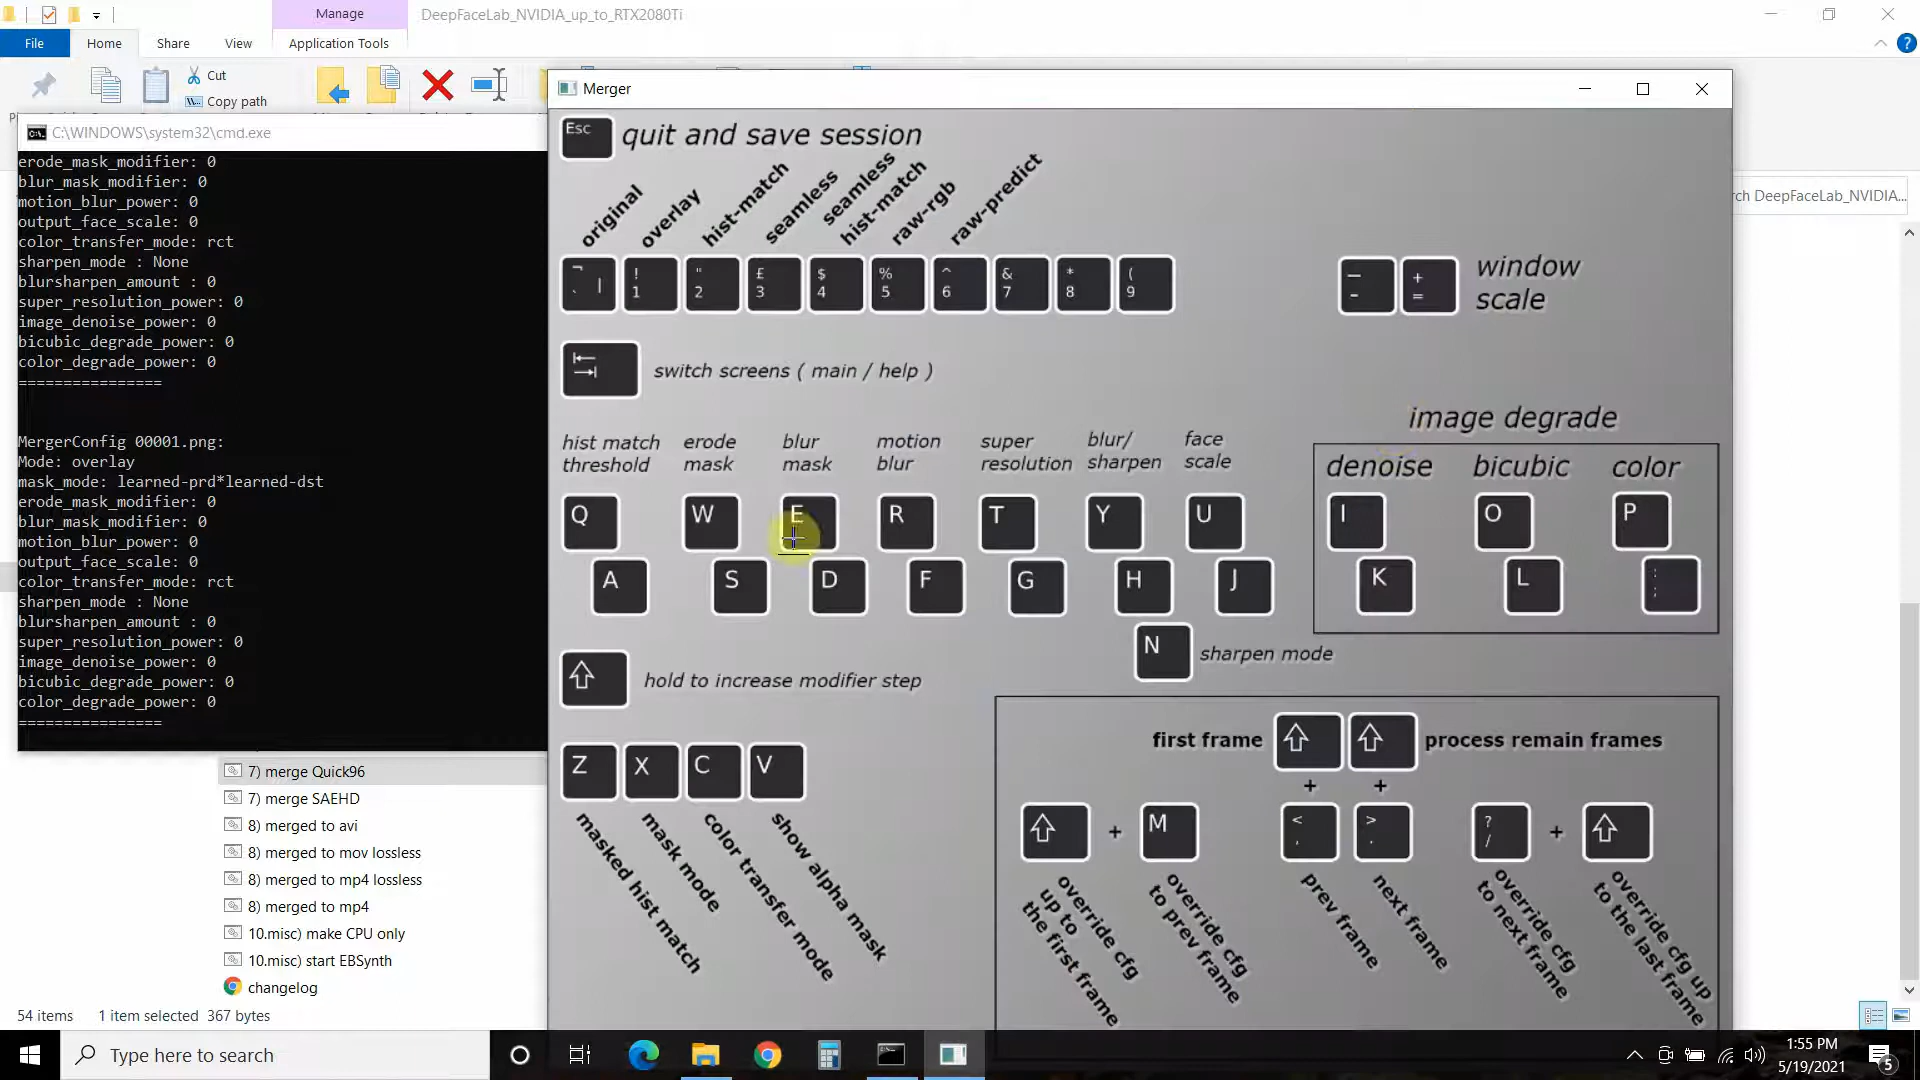 Manage
DeepFaceLab_NVIDIA_up_to_RTX2080Ti
File
Home
Share
View
Application Tools
Cut
Copy path
C:\WINDOWS\system32\cmd.exe
rch DeepFaceLab_NVIDIA...
erode_mask_modifier: 0
blur_mask_modifier: 0
motion_blur_power: 0
output_face_scale: 0
color_transfer_mode: rct
sharpen_mode : None
blursharpen_amount : 0
super_resolution_power: 0
image_denoise_power: 0
bicubic_degrade_power: 0
color_degrade_power: 0
================
MergerConfig 00001.png:
Mode: overlay
mask_mode: learned-prd*learned-dst
erode_mask_modifier: 0
blur_mask_modifier: 0
motion_blur_power: 0
output_face_scale: 0
color_transfer_mode: rct
sharpen_mode : None
blursharpen_amount : 0
super_resolution_power: 0
image_denoise_power: 0
bicubic_degrade_power: 0
color_degrade_power: 0
================
7) merge Quick96
7) merge SAEHD
8) merged to avi
8) merged to mov lossless
8) merged to mp4 lossless
8) merged to mp4
10.misc) make CPU only
10.misc) start EBSynth
changelog
54 items
1 item selected 367 bytes
Merger
Esc
quit and save session
original
overlay
hist-match
seamless
seamless
hist-match
raw-rgb
raw-predict
¬ ` |
! 1
" 2
£ 3
$ 4
% 5
^ 6
& 7
* 8
( 9
— -
+ =
window
scale
switch screens ( main / help )
hist match
threshold
erode
mask
blur
mask
motion
blur
super
resolution
blur/
sharpen
face
scale
image degrade
denoise
bicubic
color
Q W E R T Y U I O P
A S D F G H J K L : ;
N
sharpen mode
hold to increase modifier step
Z X C V
masked hist match
mask mode
color transfer mode
show alpha mask
first frame
process remain frames
+ +
+ M
< ,
> .
? /
+
override cfg
up to
the first frame
override cfg
to prev frame
prev frame
next frame
override cfg
to next frame
override cfg up
to the last frame
Type here to search
1:55 PM
5/19/2021
5